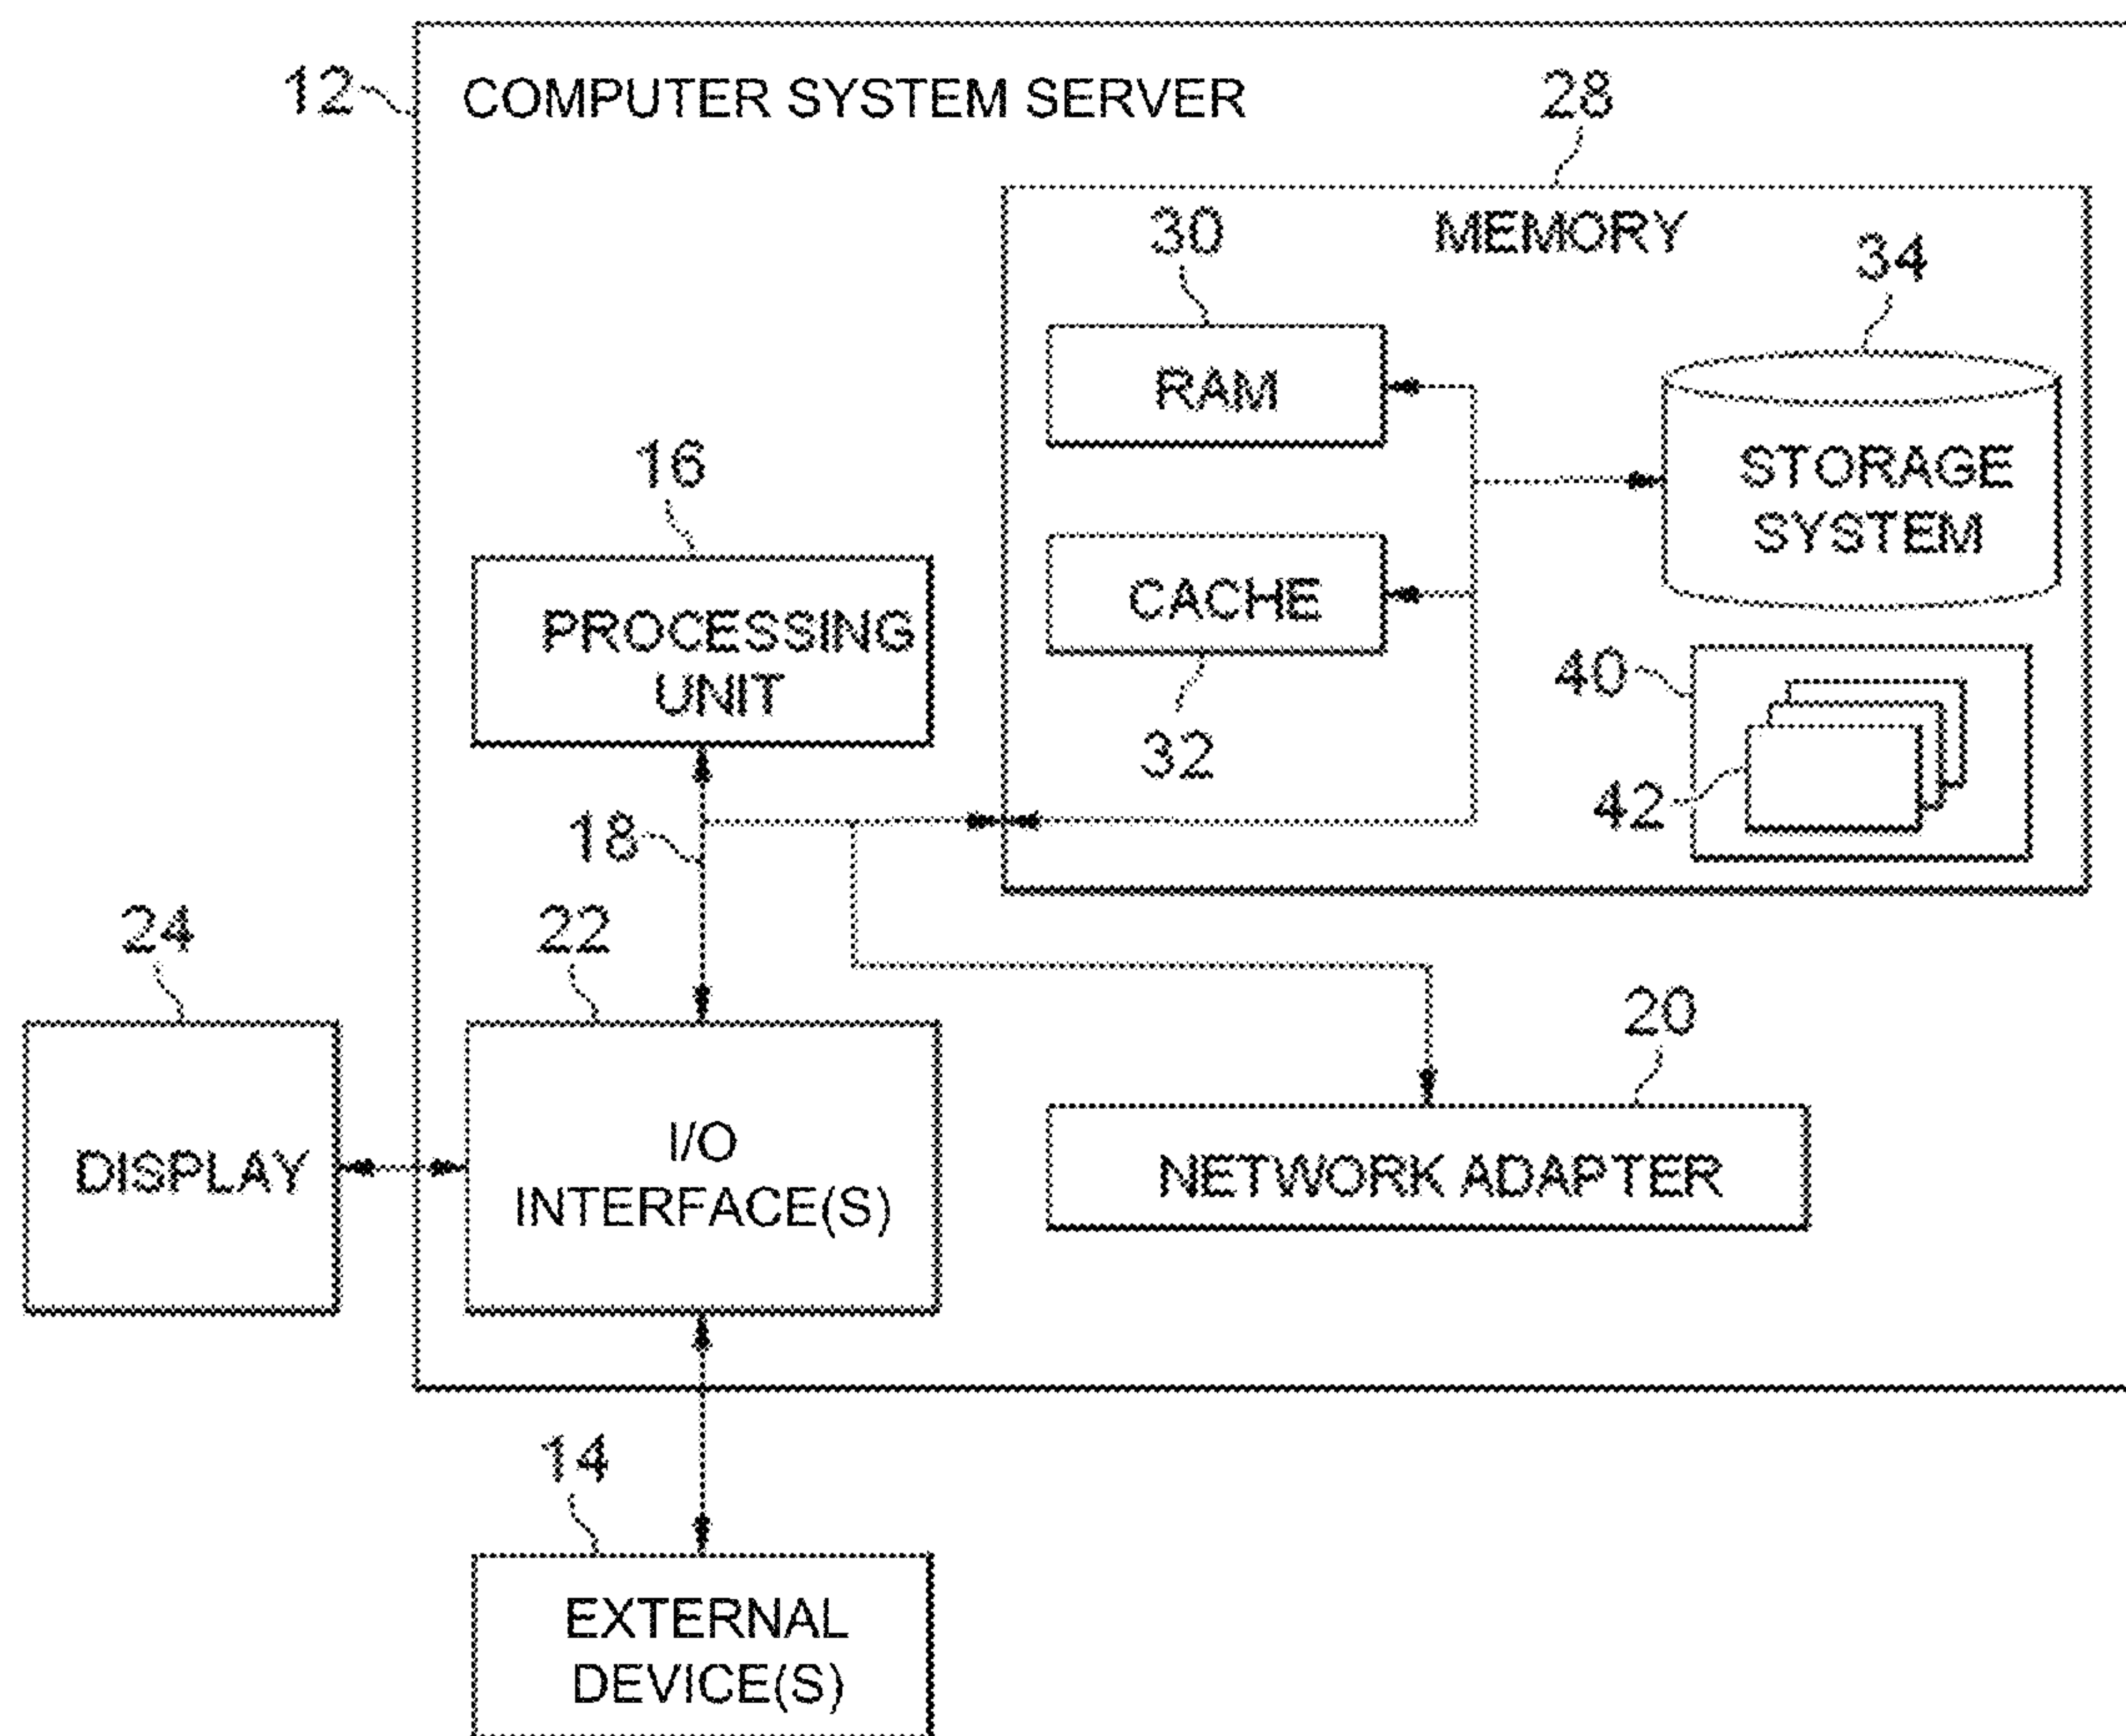 12
COMPUTER SYSTEM SERVER
28
MEMORY
30
34
RAM
STORAGE
SYSTEM
16
PROCESSING
UNIT
CACHE
32
40
42
18
24
22
20
DISPLAY
I/O
INTERFACE(S)
NETWORK ADAPTER
14
EXTERNAL
DEVICE(S)